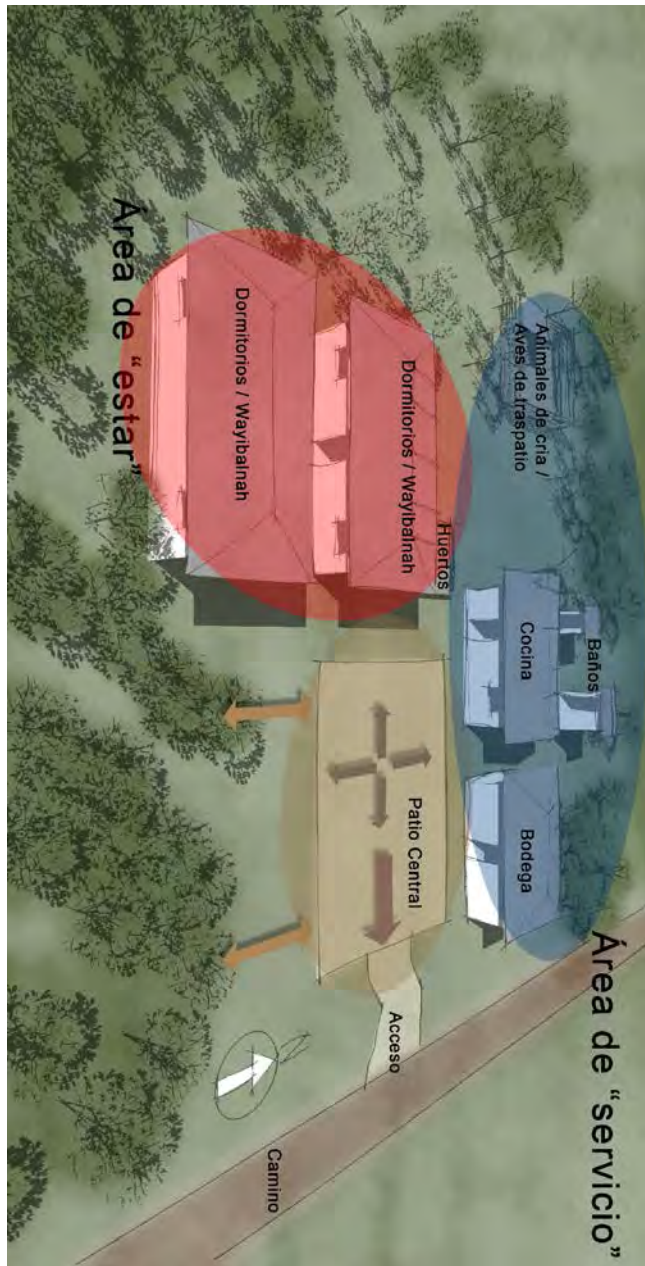 Área de "servicio"
Baños
Animales de cria /
Aves de traspatio
Cocina
Bodega
Huertos
Dormitorios / Wayibalnah
Patio Central
Acceso
Dormitorios / Wayibalnah
Camino
Área de "estar"